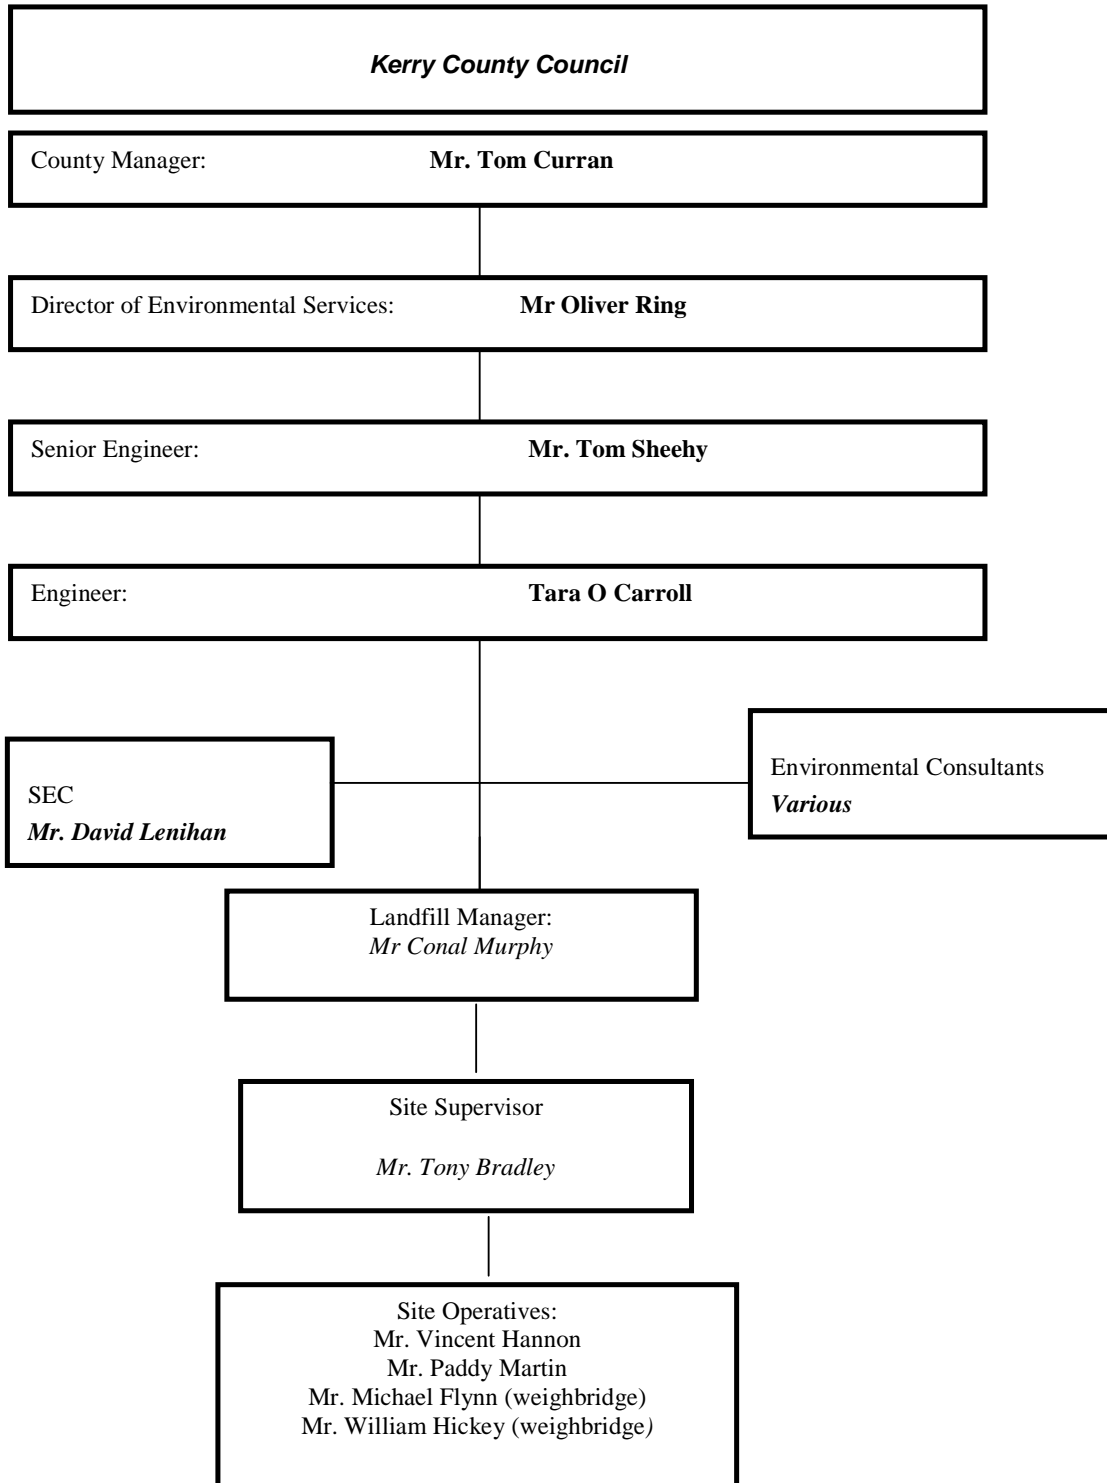 Kerry County Council
County Manager: Mr. Tom Curran
Director of Environmental Services: Mr Oliver Ring
Senior Engineer: Mr. Tom Sheehy
Engineer: Tara O Carroll
SEC
Mr. David Lenihan
Environmental Consultants
Various
Landfill Manager:
Mr Conal Murphy
Site Supervisor
Mr. Tony Bradley
Site Operatives:
Mr. Vincent Hannon
Mr. Paddy Martin
Mr. Michael Flynn (weighbridge)
Mr. William Hickey (weighbridge)